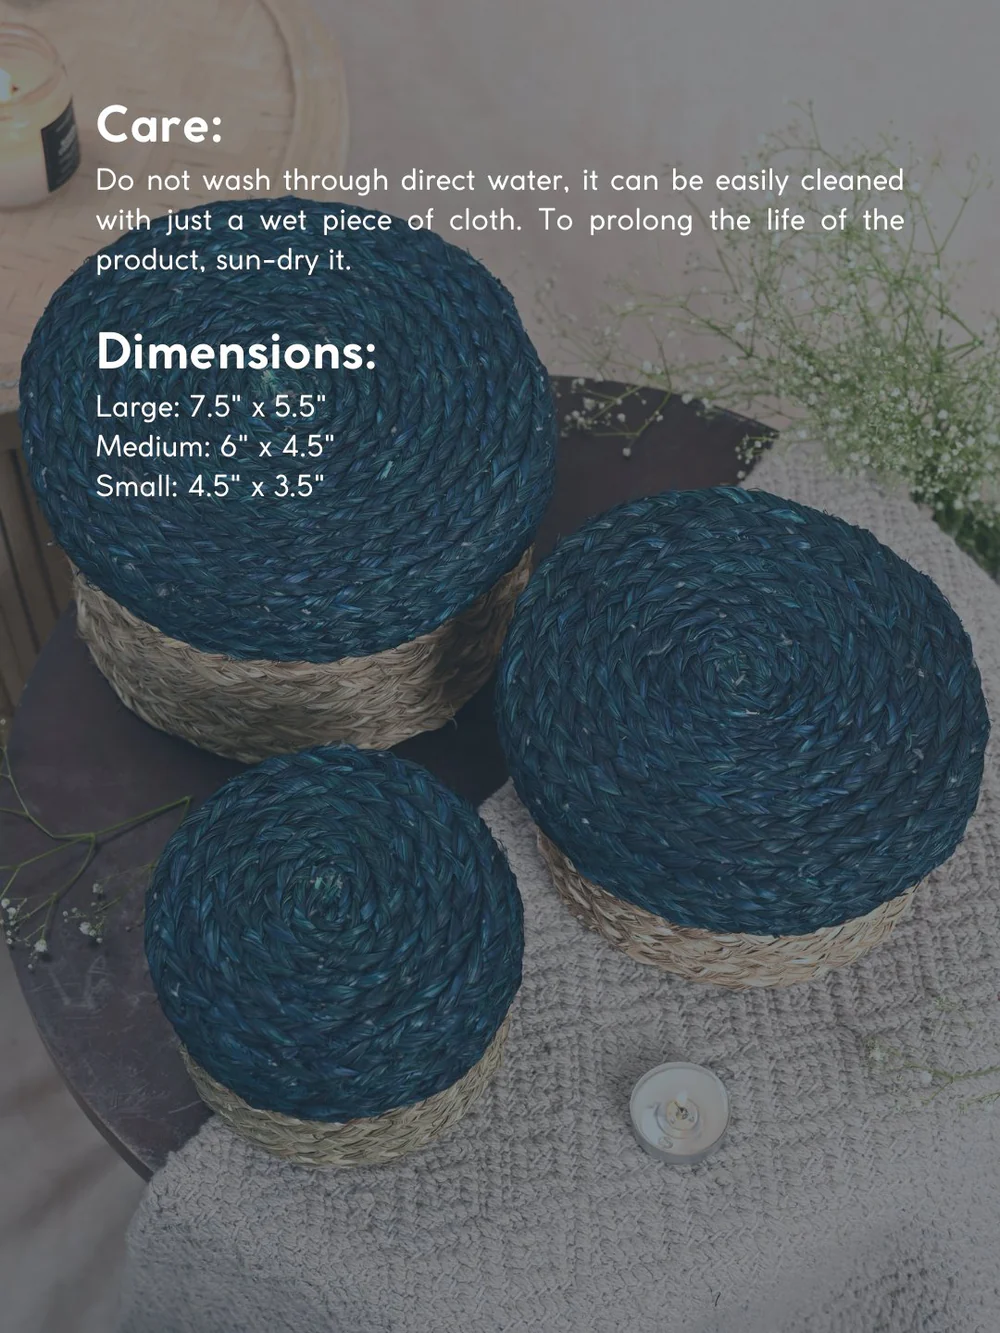 Care:
Do not wash through direct water, it can be easily cleaned
with just a wet piece of cloth. To prolong the life of the
product, sun-dry it.
Dimensions:
Large: 7.5" x 5.5"
Medium: 6" x 4.5"
Small: 4.5" x 3.5"